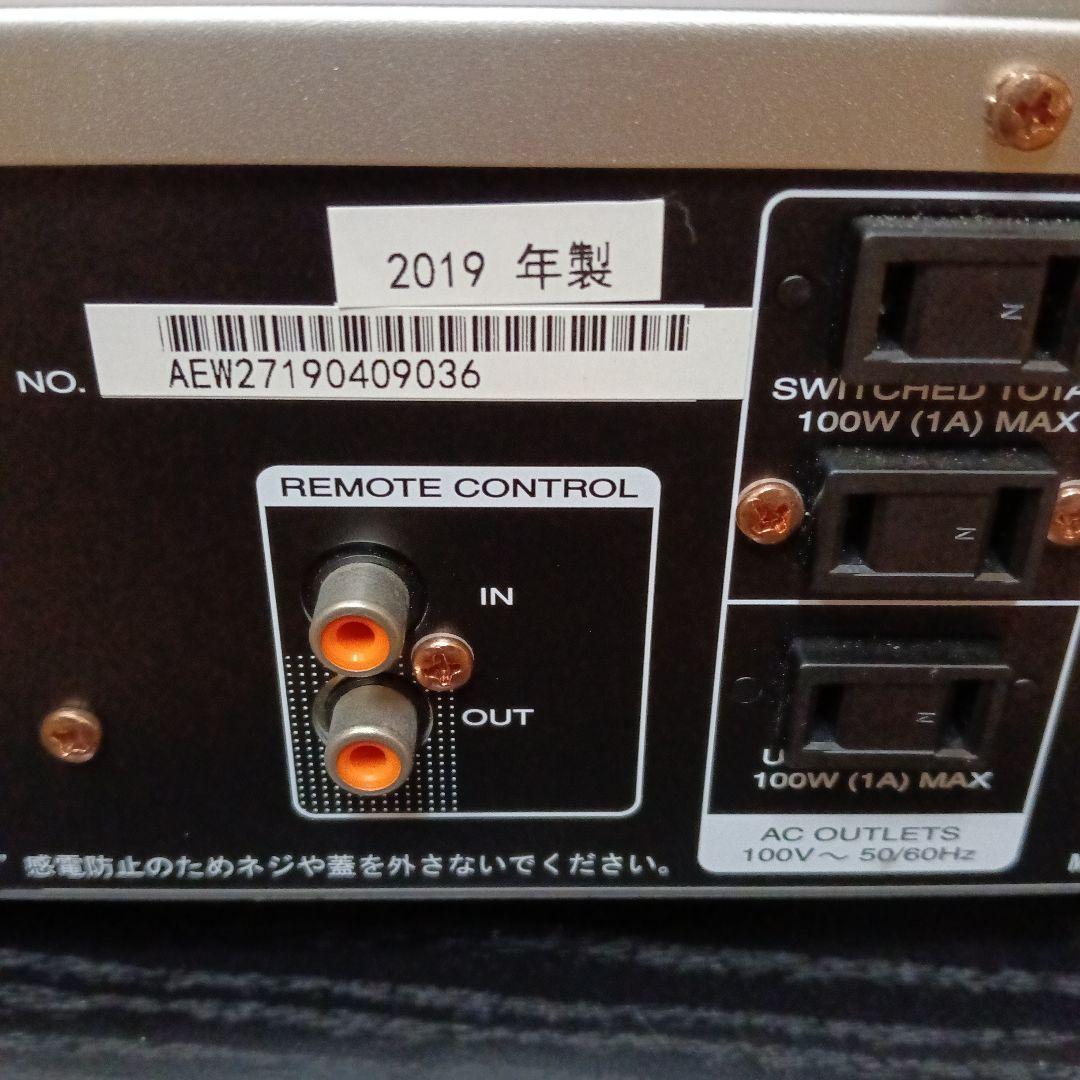 2019 年製
NO. AEW27190409036
SWITCHED
100W (1A) MAX
REMOTE CONTROL
IN
OUT
100W (1A) MAX
AC OUTLETS
100V～ 50/60Hz
感電防止のためネジや蓋を外さないでください。
N
N
N